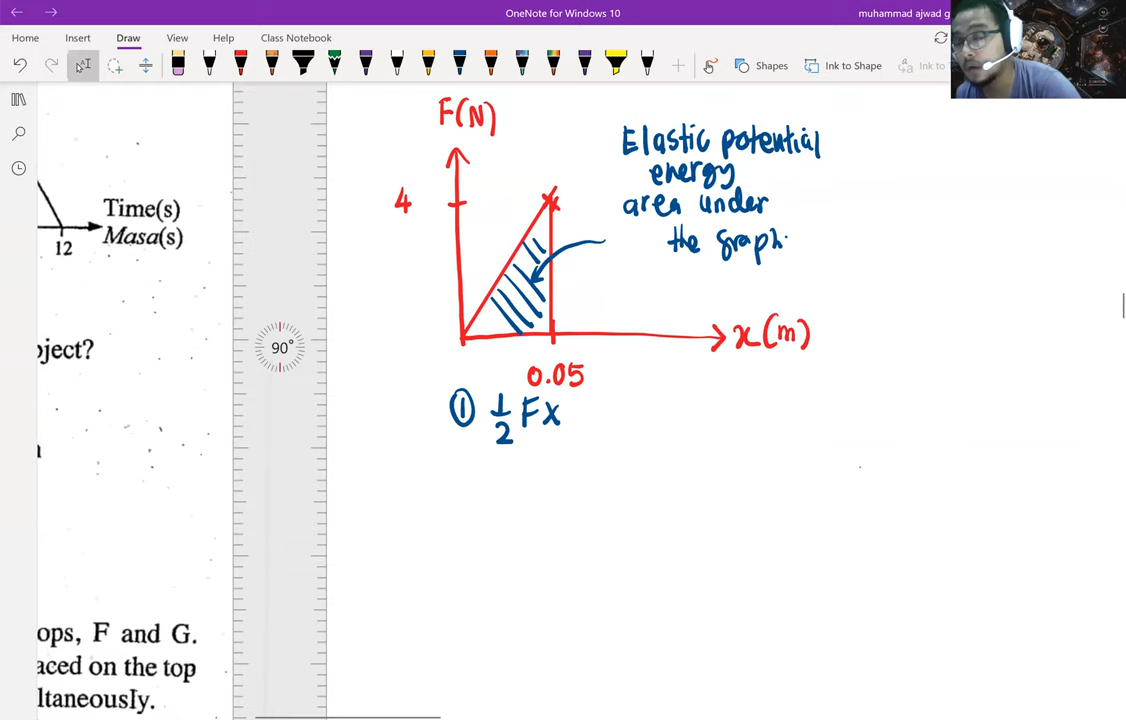 OneNote for Windows 10
muhammad ajwad g
Home Insert Draw View Help Class Notebook
Shapes Ink to Shape Ink to
F(N)
4
Elastic potential
energy
area under
the graph.
x(m)
0.05
① 1/2 Fx
Time(s)
Masa(s)
12
90°
oject?
ops, F and G.
aced on the top
ltaneously.